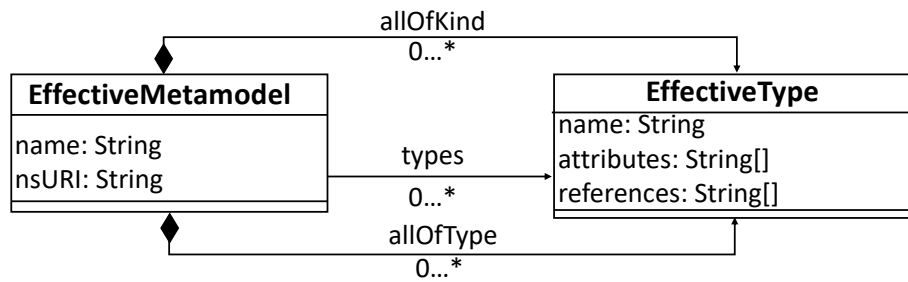 allOfKind
0...*
EffectiveMetamodel
name: String
nsURI: String
types
0...*
EffectiveType
name: String
attributes: String[]
references: String[]
allOfType
0...*